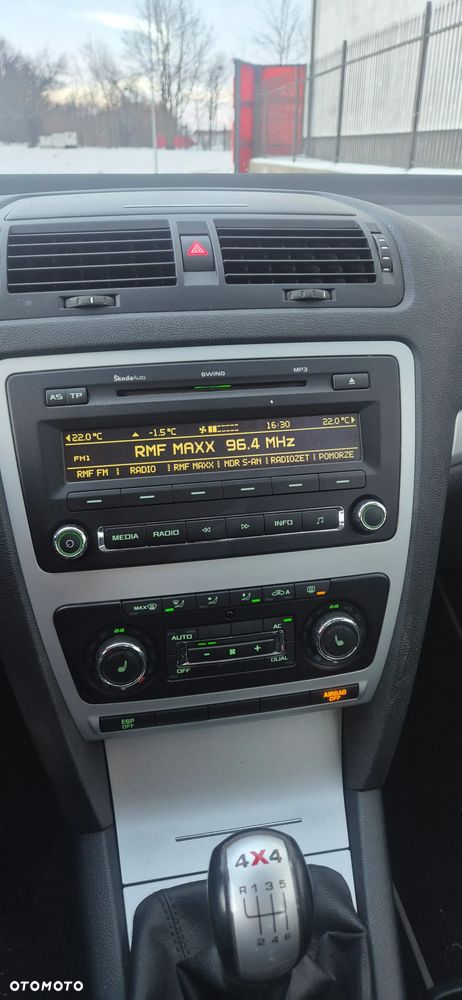 ŠkodaAuto SWING MP3
AS TP
22.0°C -1.5°C 16:30 22.0°C
FM1 RMF MAXX 96.4 MHz
RMF FM RADIO RMF MAXX MDR S-AN RADIOZET POMORZE
MEDIA RADIO INFO
MAX A
22 22
AUTO AC
- +
OFF DUAL
ESP OFF AIRBAG OFF
4X4
R 1 3 5
2 4 6
OTOMOTO